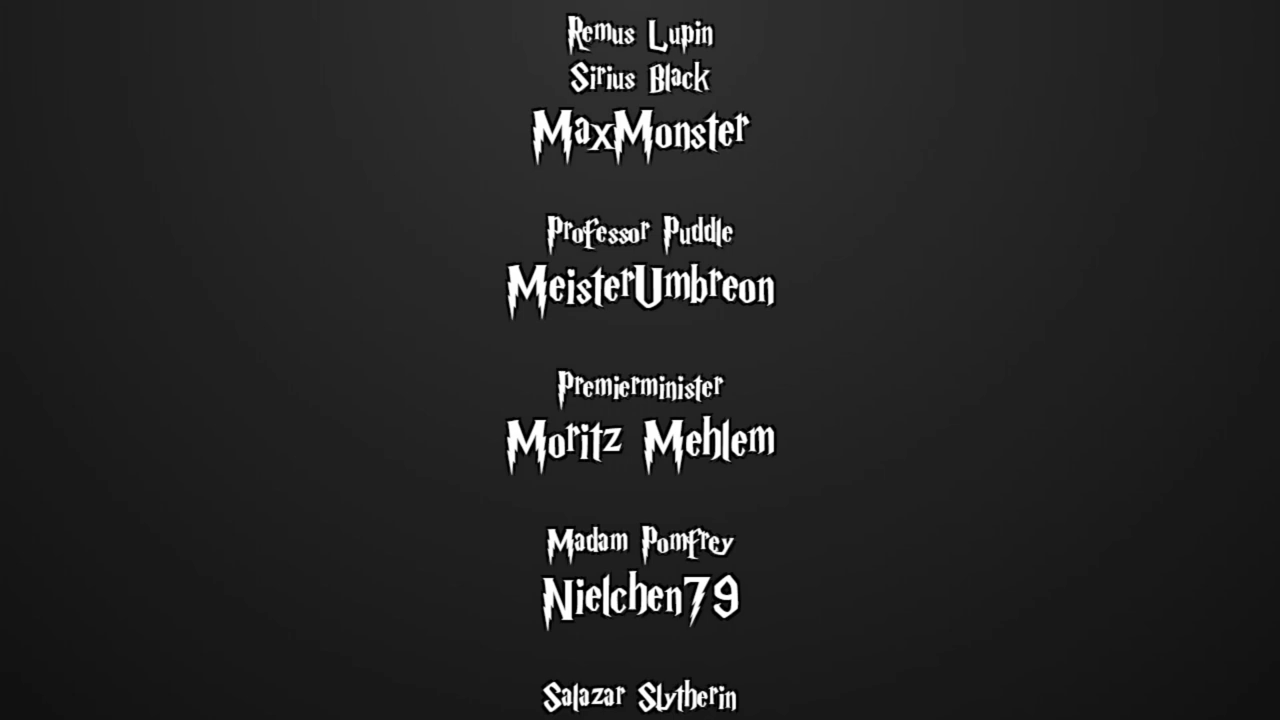 Remus Lupin
Sirius Black
MaxMonster
Professor Puddle
MeisterUmbreon
Premierminister
Moritz Mehlem
Madam Pomfrey
Nielchen79
Salazar Slytherin